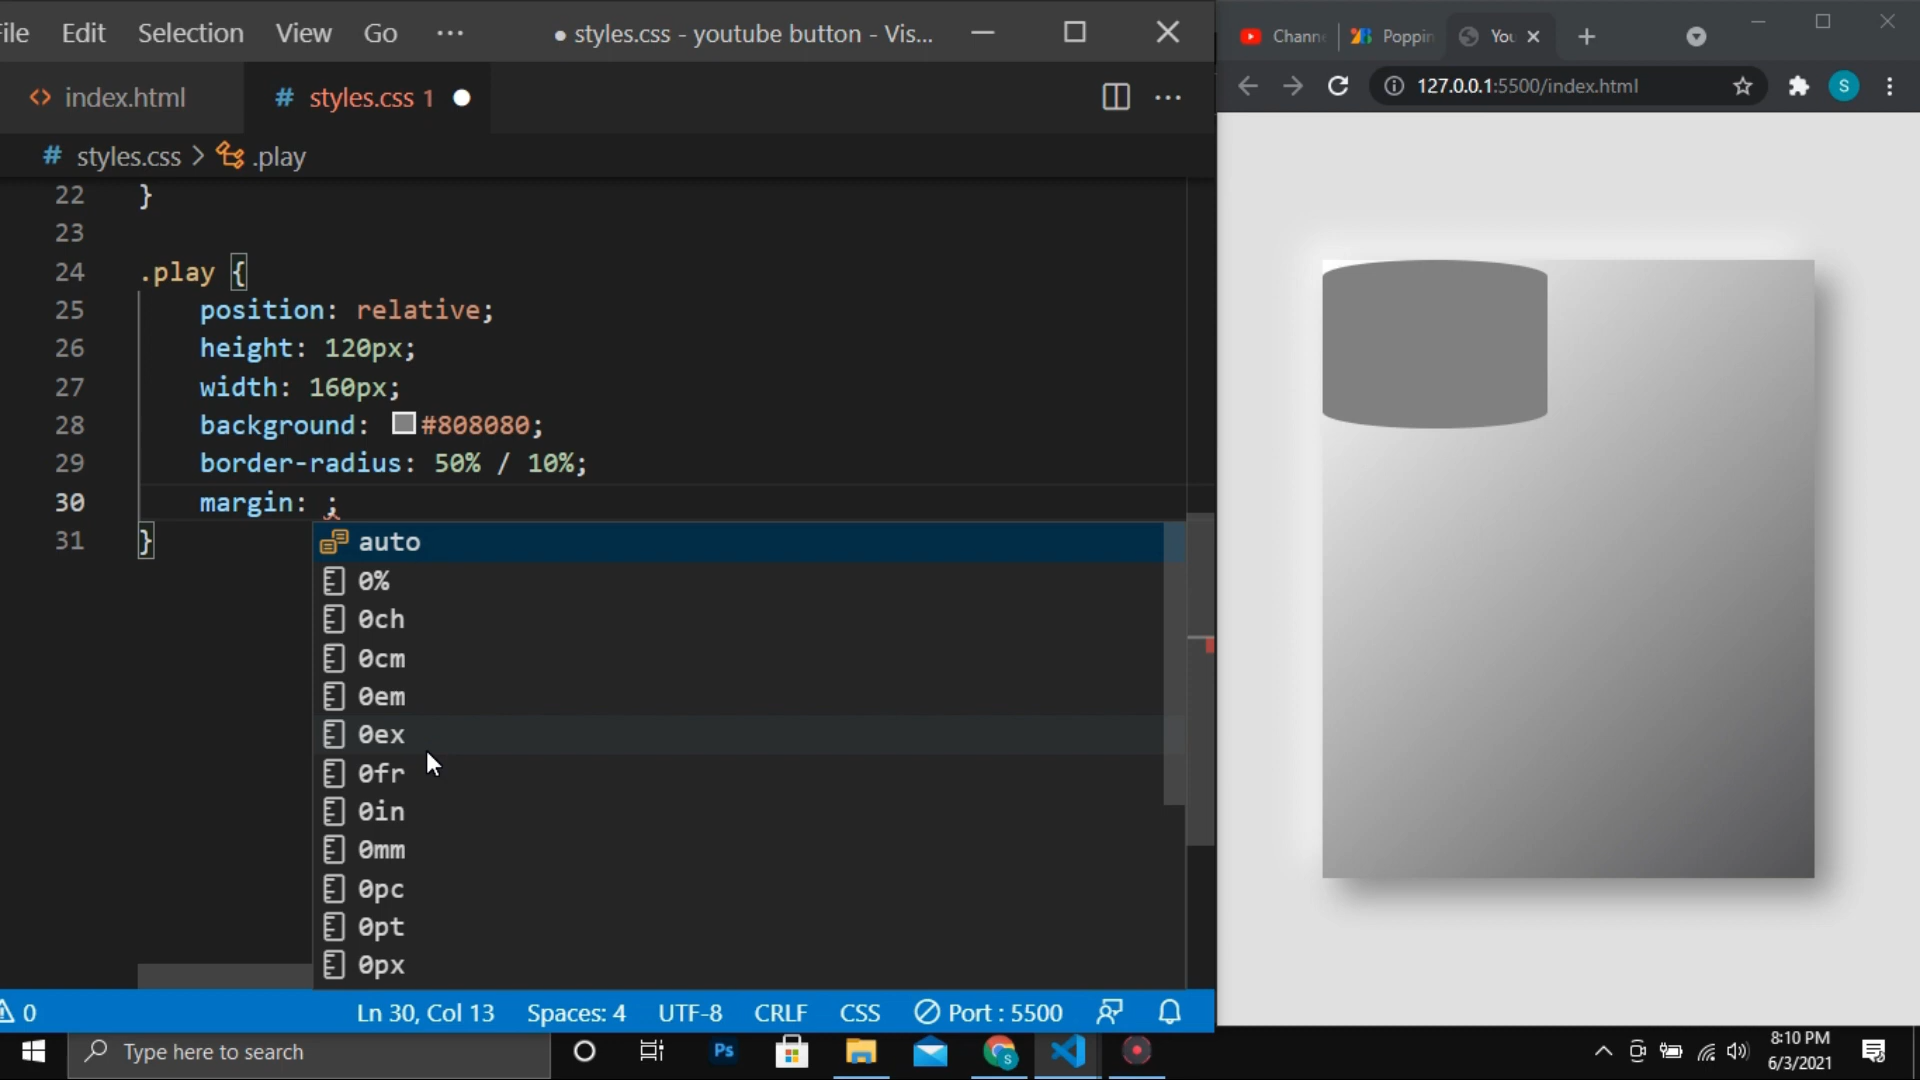 File Edit Selection View Go ··· ● styles.css - youtube button - Vis...
<> index.html # styles.css 1 ●
# styles.css > .play
22 }
23
24 .play {
25 position: relative;
26 height: 120px;
27 width: 160px;
28 background: #808080;
29 border-radius: 50% / 10%;
30 margin: ;
31 }
auto
0%
0ch
0cm
0em
0ex
0fr
0in
0mm
0pc
0pt
0px
0 Ln 30, Col 13 Spaces: 4 UTF-8 CRLF CSS Port : 5500
Chann Poppin You
127.0.0.1:5500/index.html S
Type here to search Ps S
8:10 PM
6/3/2021